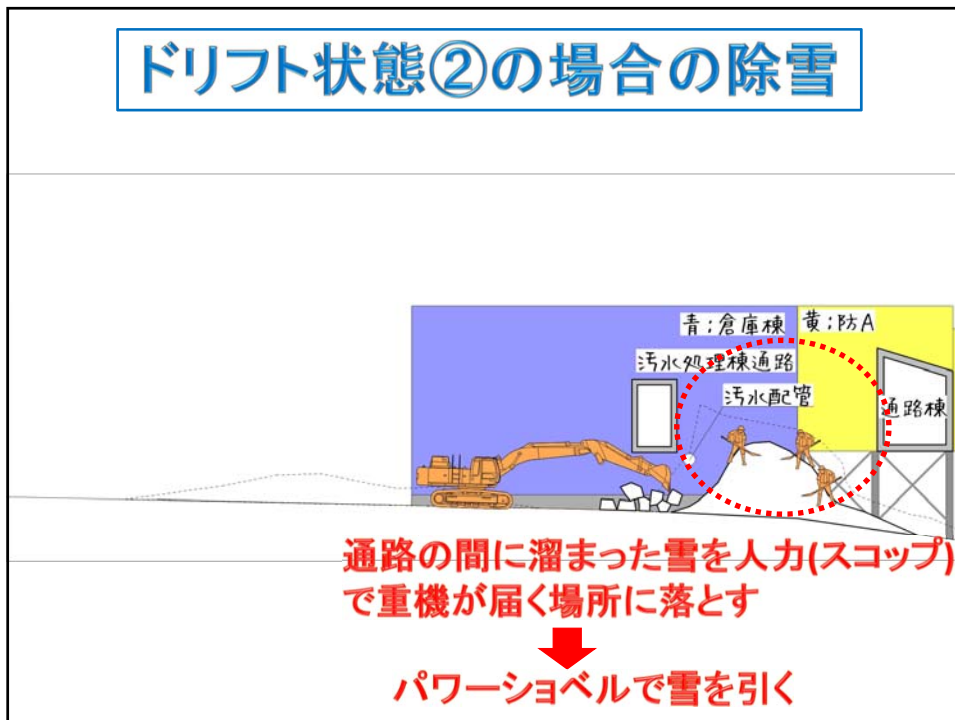 ドリフト状態②の場合の除雪
青:倉庫棟 黄:防A
汚水処理棟通路
汚水配管
通路棟
通路の間に溜まった雪を人力(スコップ)
で重機が届く場所に落とす
パワーショベルで雪を引く